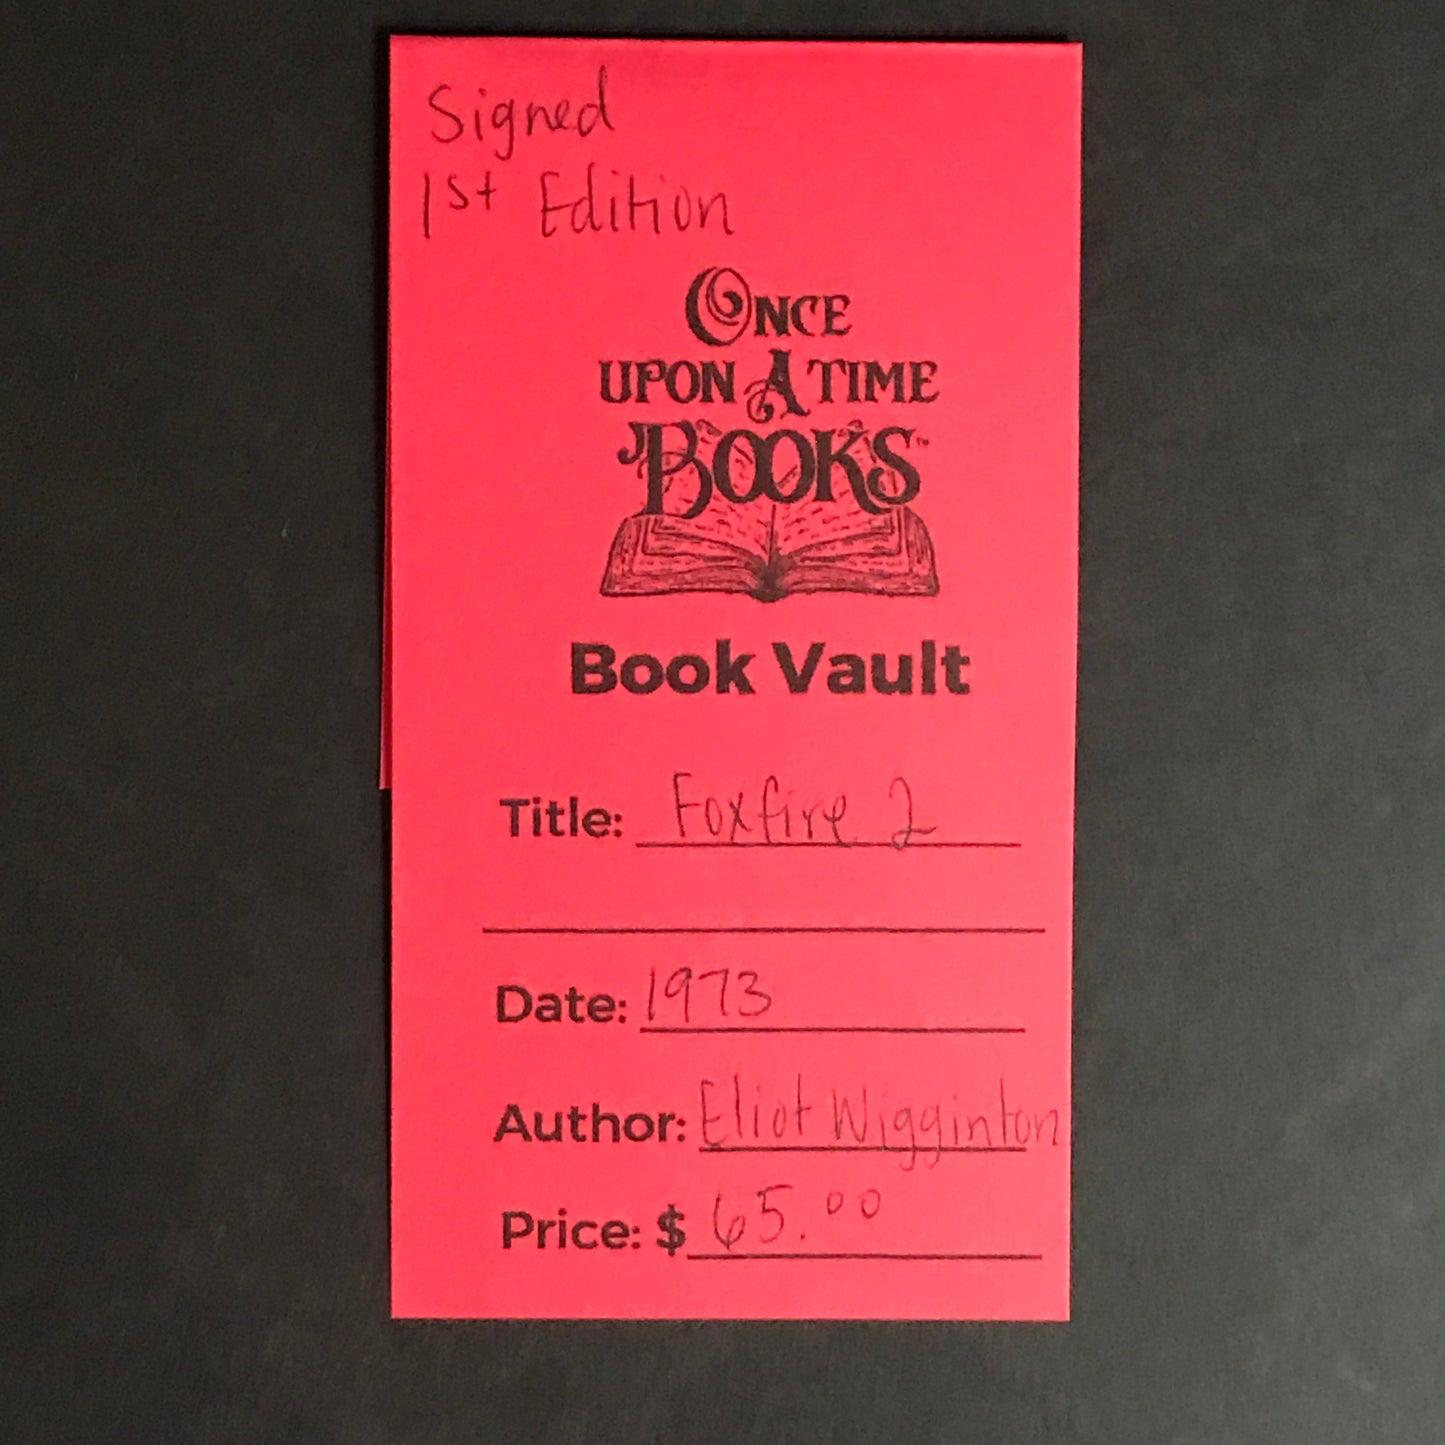 Signed
1st Edition
ONCE
UPON A TIME
BOOKS™
Book Vault
Title: Foxfire 2
Date: 1973
Author: Eliot Wigginton
Price: $ 65.00